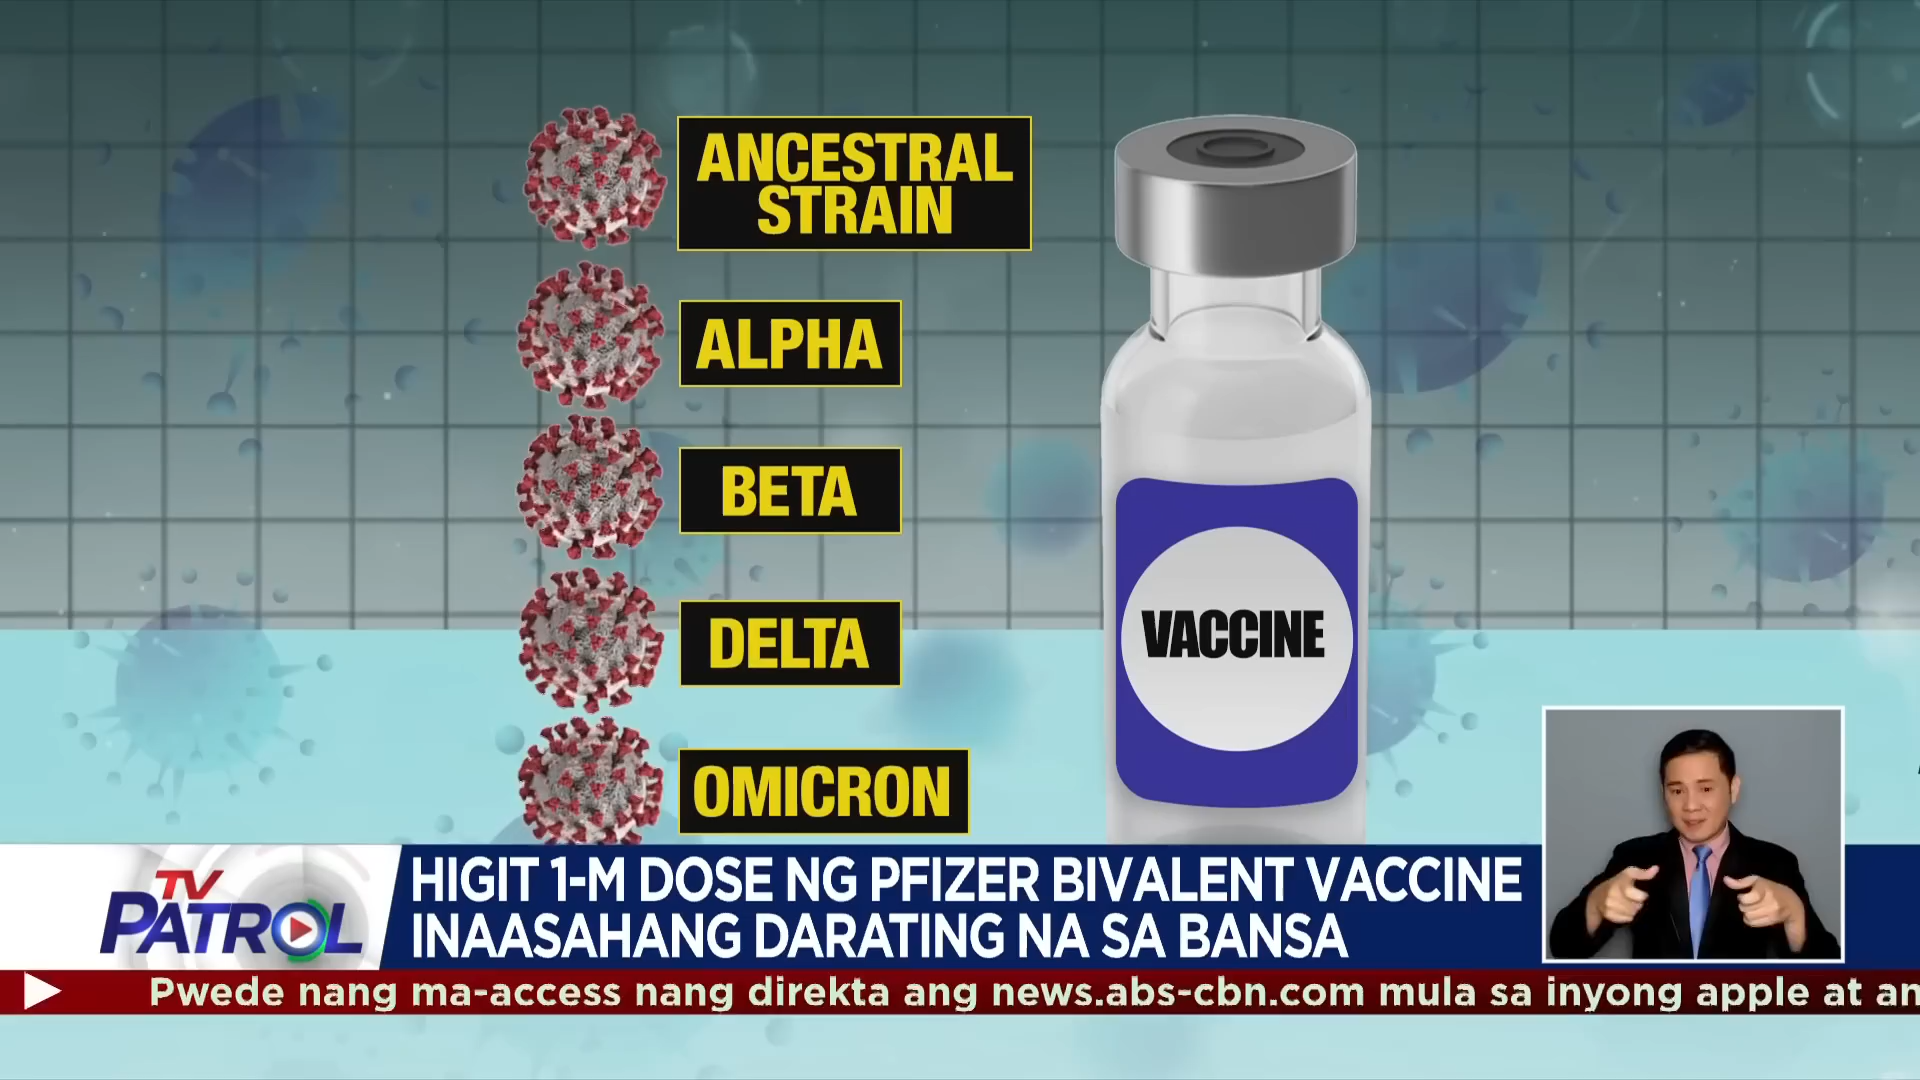 ANCESTRAL
STRAIN
ALPHA
BETA
DELTA
OMICRON
VACCINE
TV
PATROL
HIGIT 1-M DOSE NG PFIZER BIVALENT VACCINE
INAASAHANG DARATING NA SA BANSA
Pwede nang ma-access nang direkta ang news.abs-cbn.com mula sa inyong apple at an